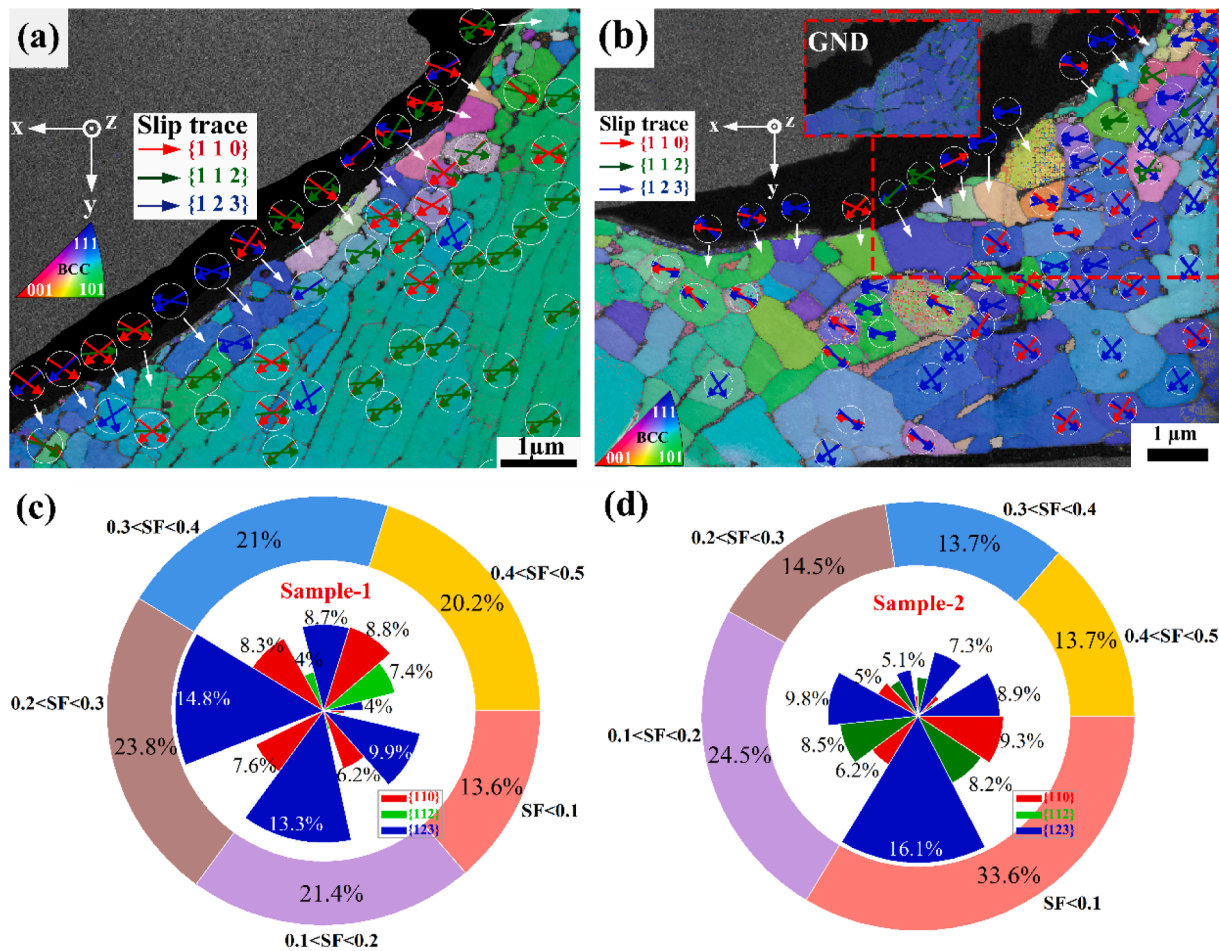 (a)
x
z
y
Slip trace
{1 1 0}
{1 1 2}
{1 2 3}
111
BCC
001
101
1μm
(b)
GND
x
z
y
Slip trace
{1 1 0}
{1 1 2}
{1 2 3}
111
BCC
001
101
1 μm
(c)
0.3<SF<0.4
21%
0.4<SF<0.5
20.2%
Sample-1
8.7%
8.8%
8.3%
4%
7.4%
14.8%
4%
0.2<SF<0.3
23.8%
9.9%
7.6%
6.2%
13.6%
SF<0.1
{110}
{112}
{123}
13.3%
21.4%
0.1<SF<0.2
(d)
0.3<SF<0.4
0.2<SF<0.3
13.7%
14.5%
0.4<SF<0.5
Sample-2
13.7%
7.3%
5.1%
5%
9.8%
8.9%
0.1<SF<0.2
24.5%
8.5%
9.3%
6.2%
8.2%
{110}
{112}
{123}
16.1%
33.6%
SF<0.1